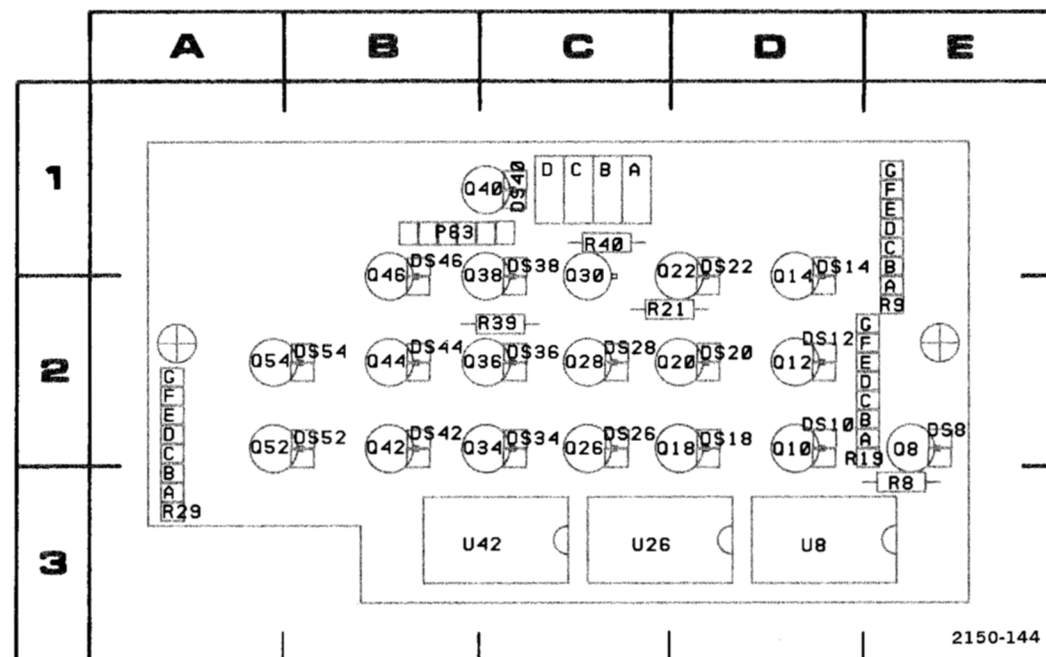 A B C D E
1
Q40 DS40 D C B A
P63
R40
Q46 DS46 Q38 DS38 Q30 Q22 DS22 Q14 DS14
G
F
E
D
C
B
A
R9
R39 R21
2
Q54 DS54 Q44 DS44 Q36 DS36 Q28 DS28 Q20 DS20 Q12 DS12
Q52 DS52 Q42 DS42 Q34 DS34 Q26 DS26 Q18 DS18 Q10 DS10 Q8 DS8
G
F
E
D
C
B
A
R19
G
F
E
D
C
B
A
R29
R8
3
U42 U26 U8
2150-144